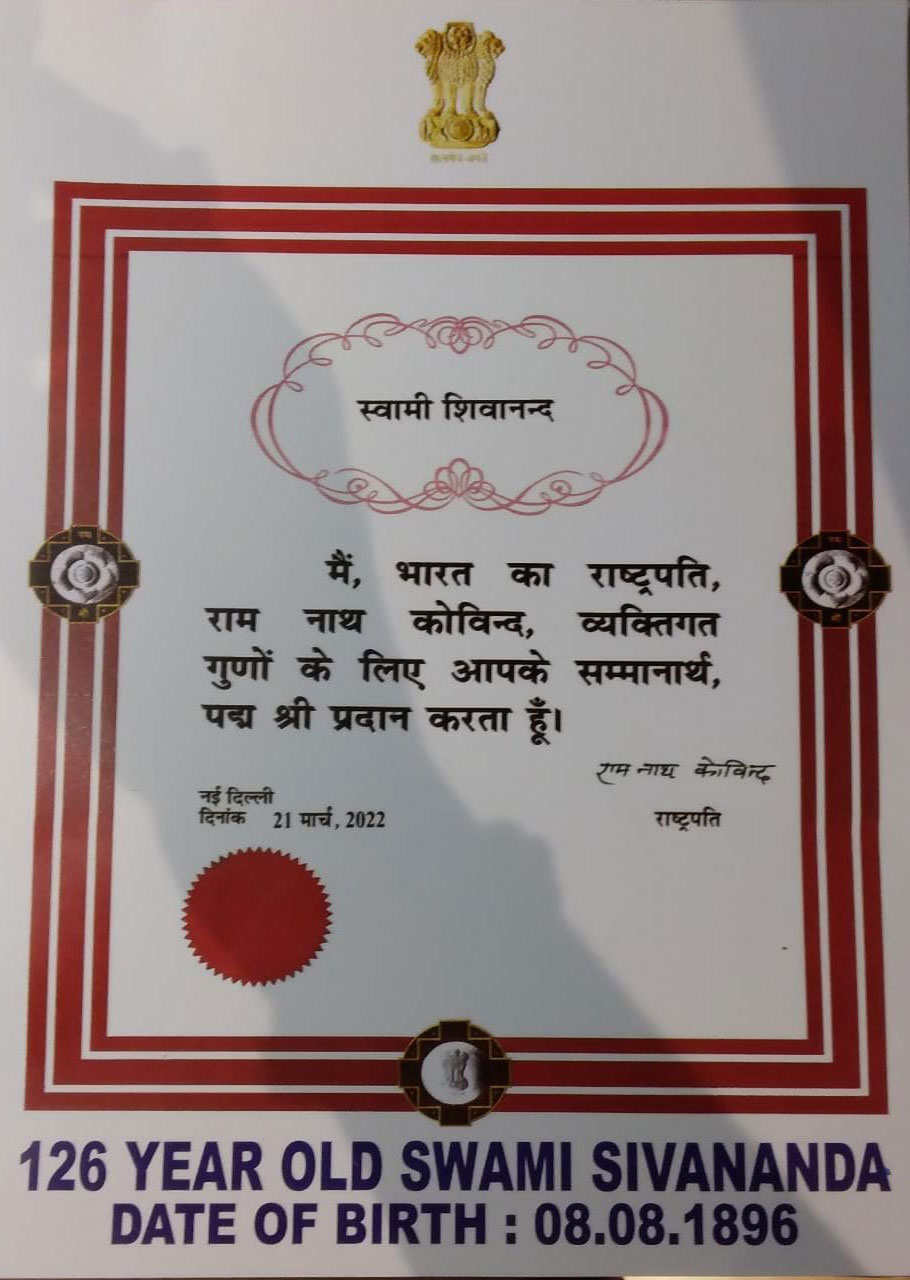 स्वामी शिवानन्द
मैं, भारत का राष्ट्रपति,
राम नाथ कोविन्द, व्यक्तिगत
गुणों के लिए आपके सम्मानार्थ,
पद्म श्री प्रदान करता हूँ।
राम नाथ कोविन्द
नई दिल्ली
दिनांक 21 मार्च, 2022
राष्ट्रपति
126 YEAR OLD SWAMI SIVANANDA
DATE OF BIRTH : 08.08.1896